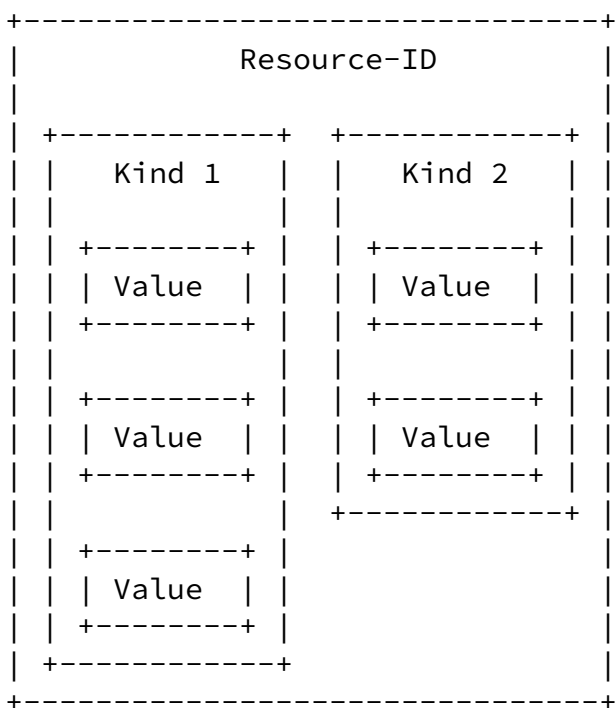 Resource-ID
Kind 1 Kind 2
Value Value
Value Value
Value